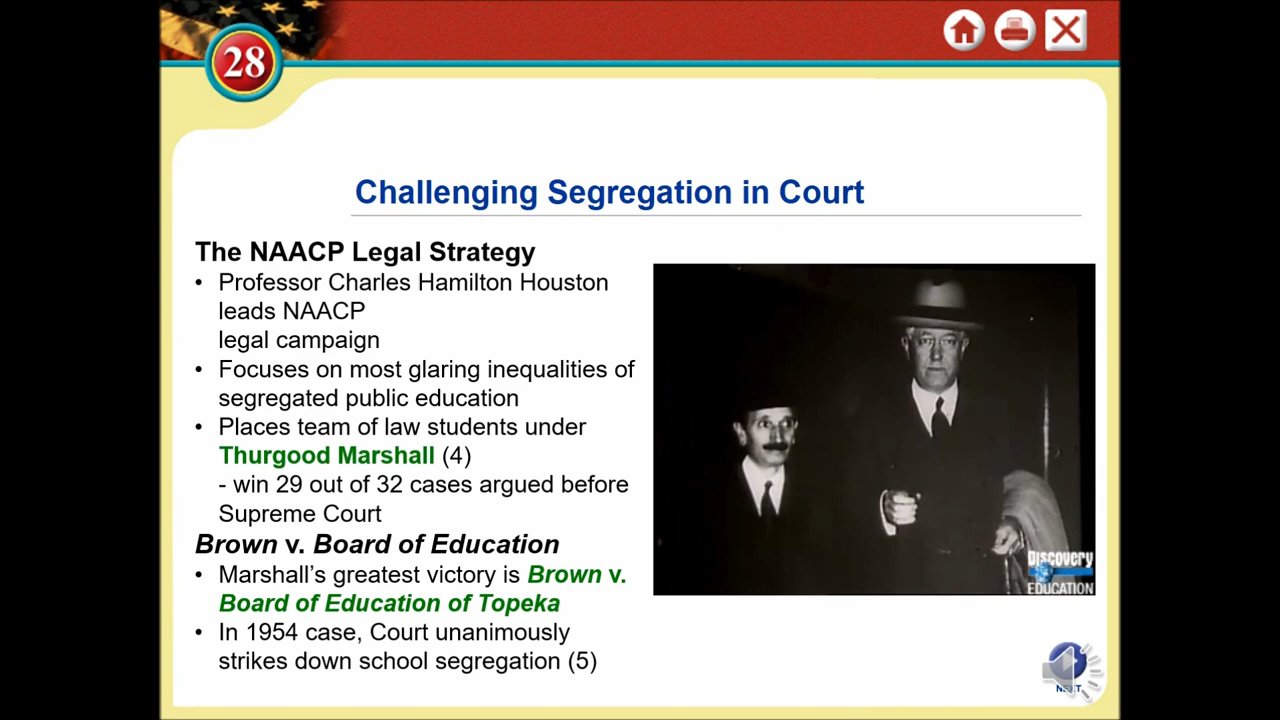 28
Challenging Segregation in Court
The NAACP Legal Strategy
• Professor Charles Hamilton Houston
leads NAACP
legal campaign
• Focuses on most glaring inequalities of
segregated public education
• Places team of law students under
Thurgood Marshall (4)
- win 29 out of 32 cases argued before
Supreme Court
Brown v. Board of Education
• Marshall’s greatest victory is Brown v.
Board of Education of Topeka
• In 1954 case, Court unanimously
strikes down school segregation (5)
Discovery
EDUCATION
NEXT